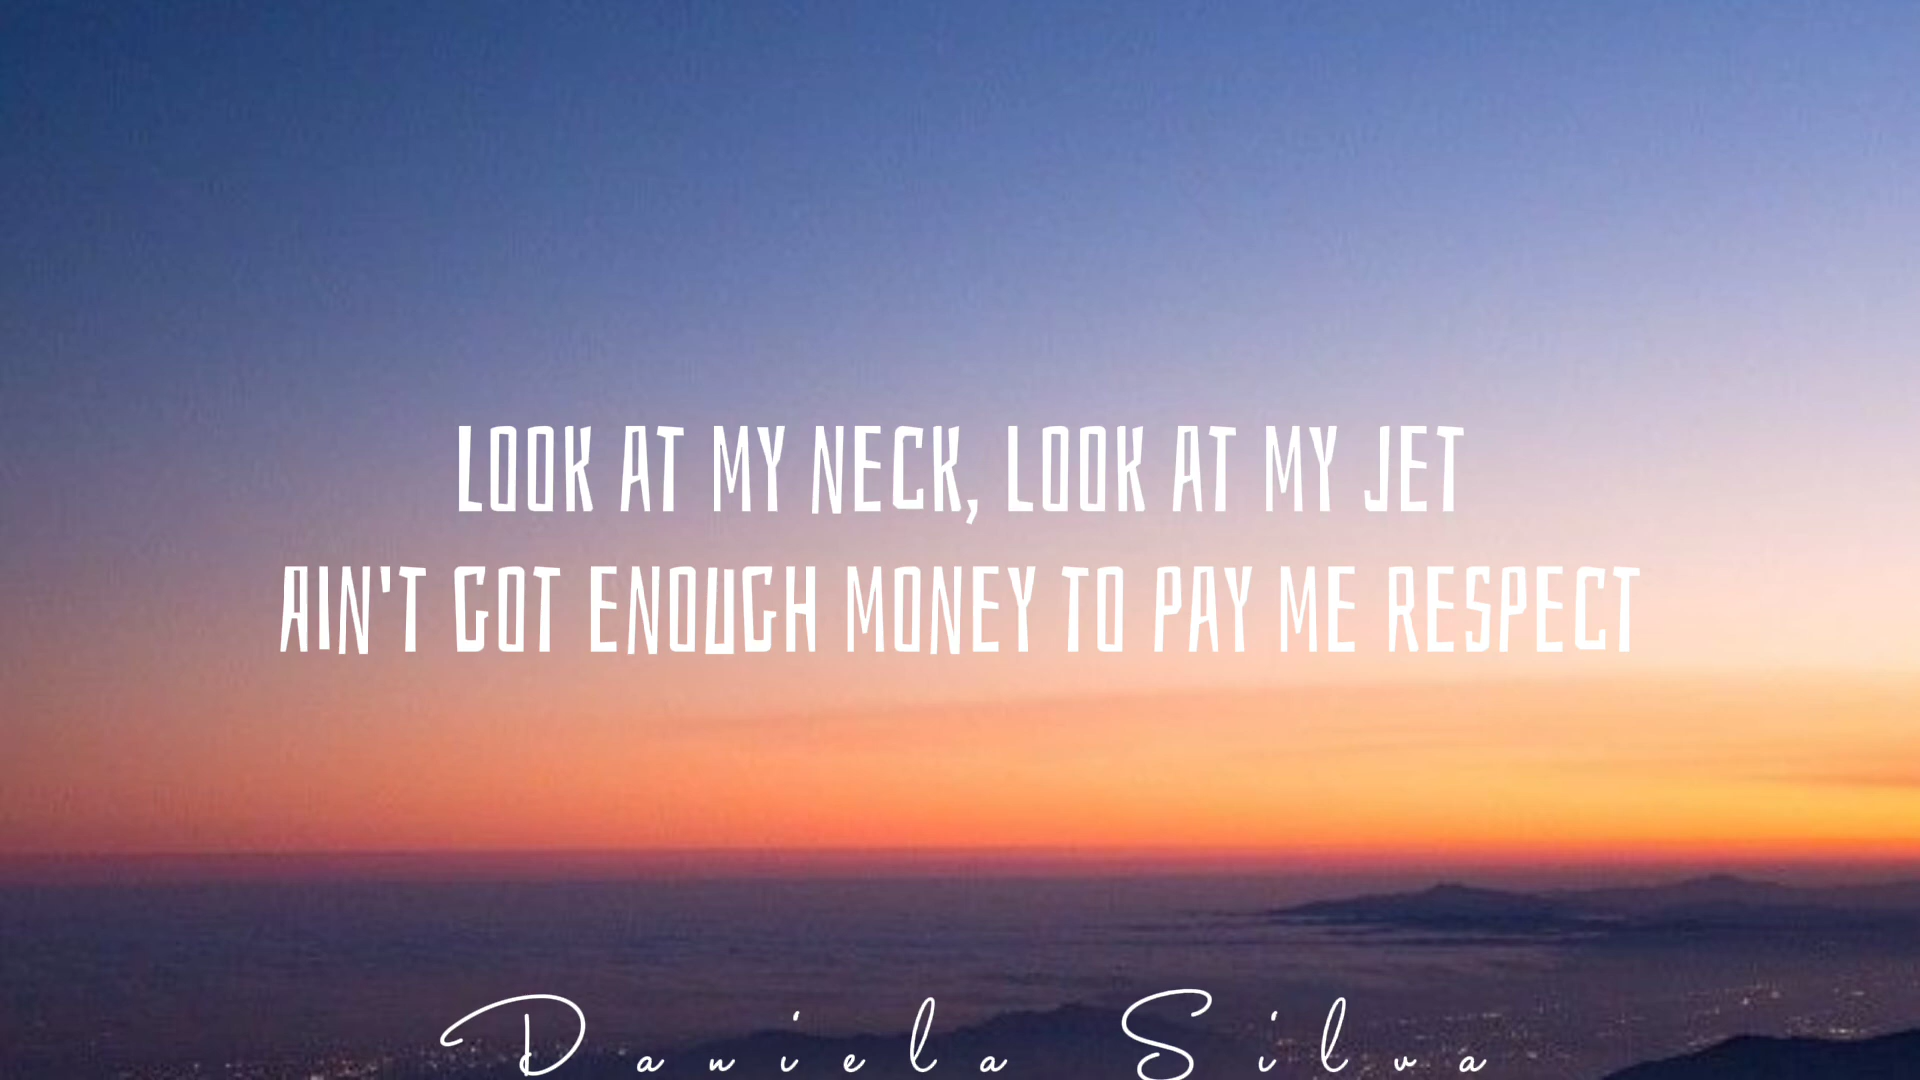 LOOK AT MY NECK, LOOK AT MY JET
AIN'T GOT ENOUGH MONEY TO PAY ME RESPECT
Daniela Silva